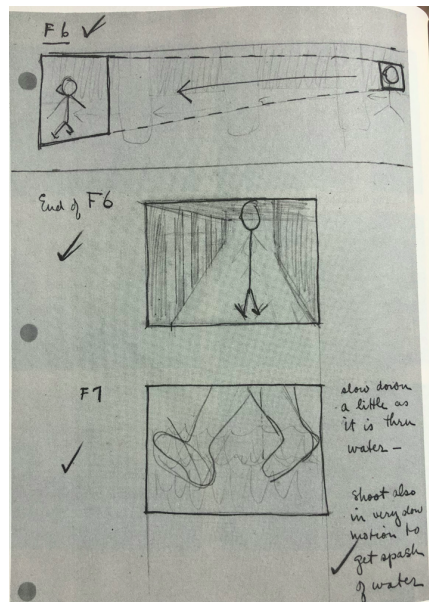 F6
End of F6
F7
slow down
a little as
it is thru
water –
shoot also
in very slow
motion to
get spash
of water